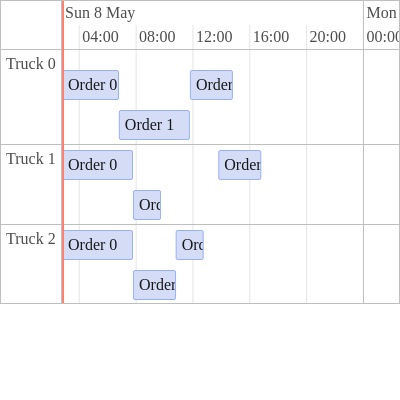 Sun 8 May
Mon
04:00 08:00 12:00 16:00 20:00 00:00
Truck 0
Order 0 Order
Order 1
Truck 1
Order 0 Order
Ord
Truck 2
Order 0 Ord
Order